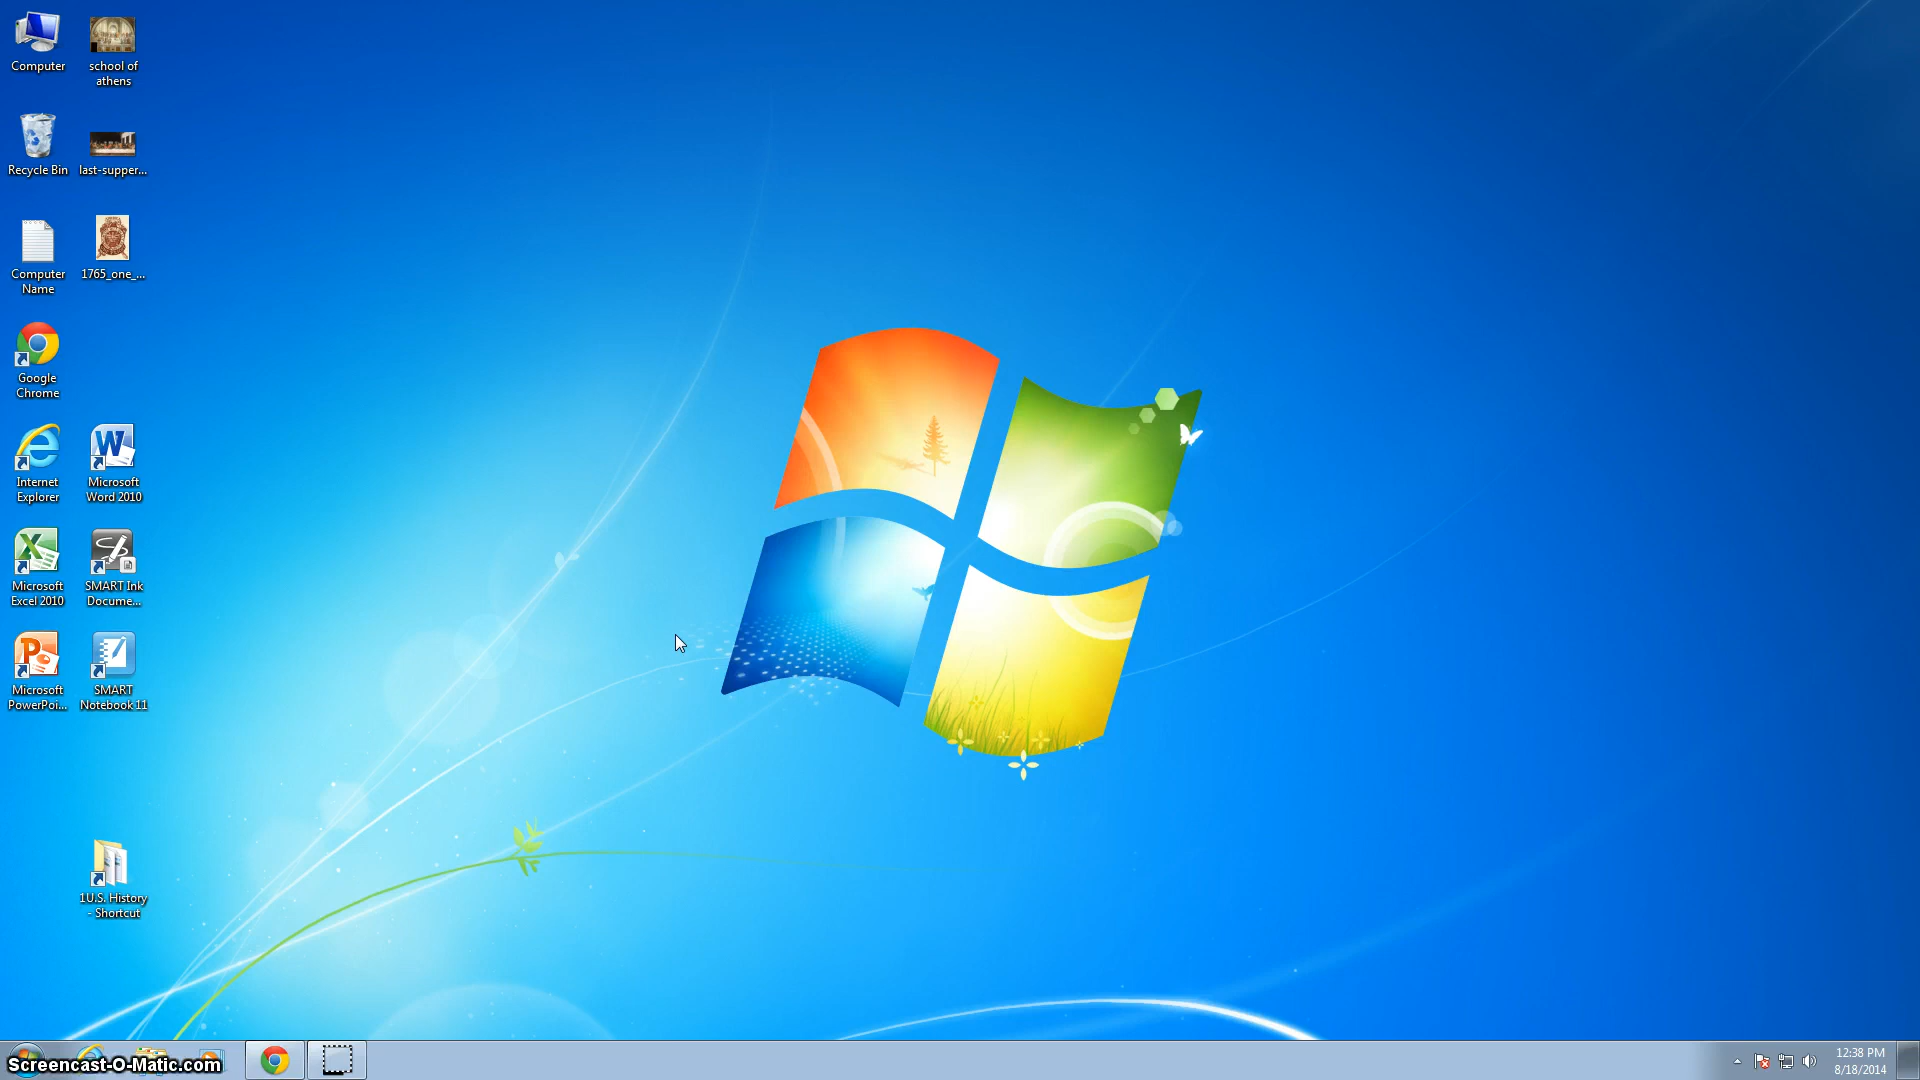 Computer
school of
athens
Recycle Bin
last-supper...
Computer
Name
1765_one_...
Google
Chrome
Internet
Explorer
Microsoft
Word 2010
Microsoft
Excel 2010
SMART Ink
Docume...
Microsoft
PowerPoi...
SMART
Notebook 11
1U.S. History
- Shortcut
Screencast-O-Matic.com
12:38 PM
8/18/2014